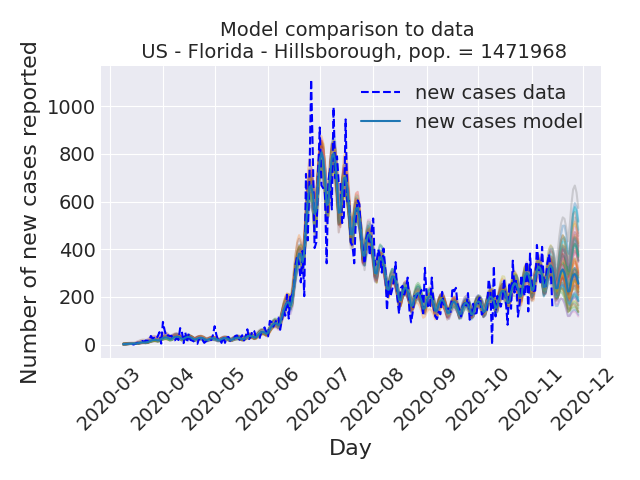 Model comparison to data
US - Florida - Hillsborough, pop. = 1471968
Number of new cases reported
1000
800
600
400
200
0
new cases data
new cases model
2020-03
2020-04
2020-05
2020-06
2020-07
2020-08
2020-09
2020-10
2020-11
2020-12
Day